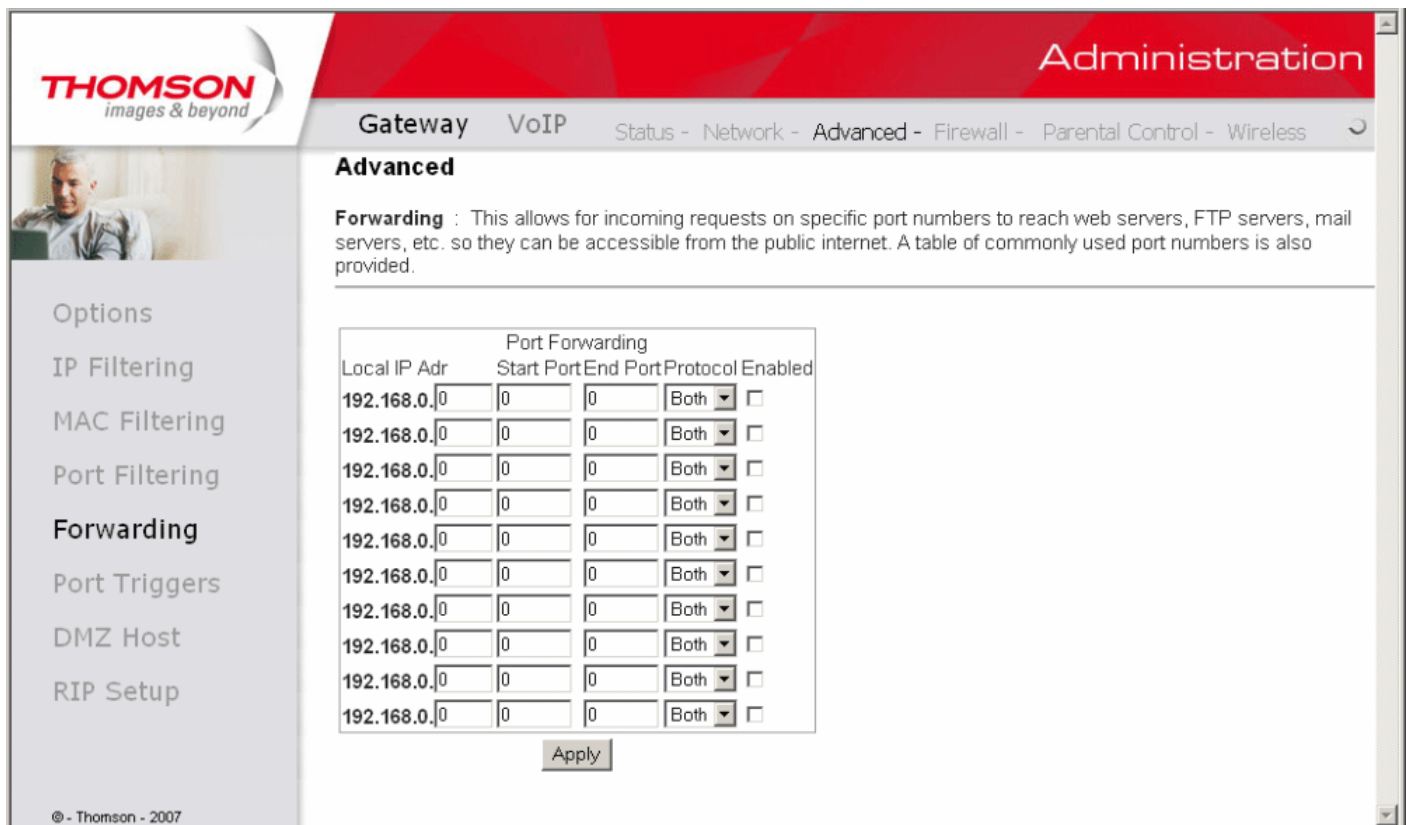 THOMSON
images & beyond
Administration
Gateway VoIP Status - Network - Advanced - Firewall - Parental Control - Wireless
Advanced
Forwarding : This allows for incoming requests on specific port numbers to reach web servers, FTP servers, mail
servers, etc. so they can be accessible from the public internet. A table of commonly used port numbers is also
provided.
Options
IP Filtering
MAC Filtering
Port Filtering
Forwarding
Port Triggers
DMZ Host
RIP Setup
Port Forwarding
Local IP Adr Start Port End Port Protocol Enabled
192.168.0. 0 0 0 Both
192.168.0. 0 0 0 Both
192.168.0. 0 0 0 Both
192.168.0. 0 0 0 Both
192.168.0. 0 0 0 Both
192.168.0. 0 0 0 Both
192.168.0. 0 0 0 Both
192.168.0. 0 0 0 Both
192.168.0. 0 0 0 Both
192.168.0. 0 0 0 Both
Apply
© - Thomson - 2007